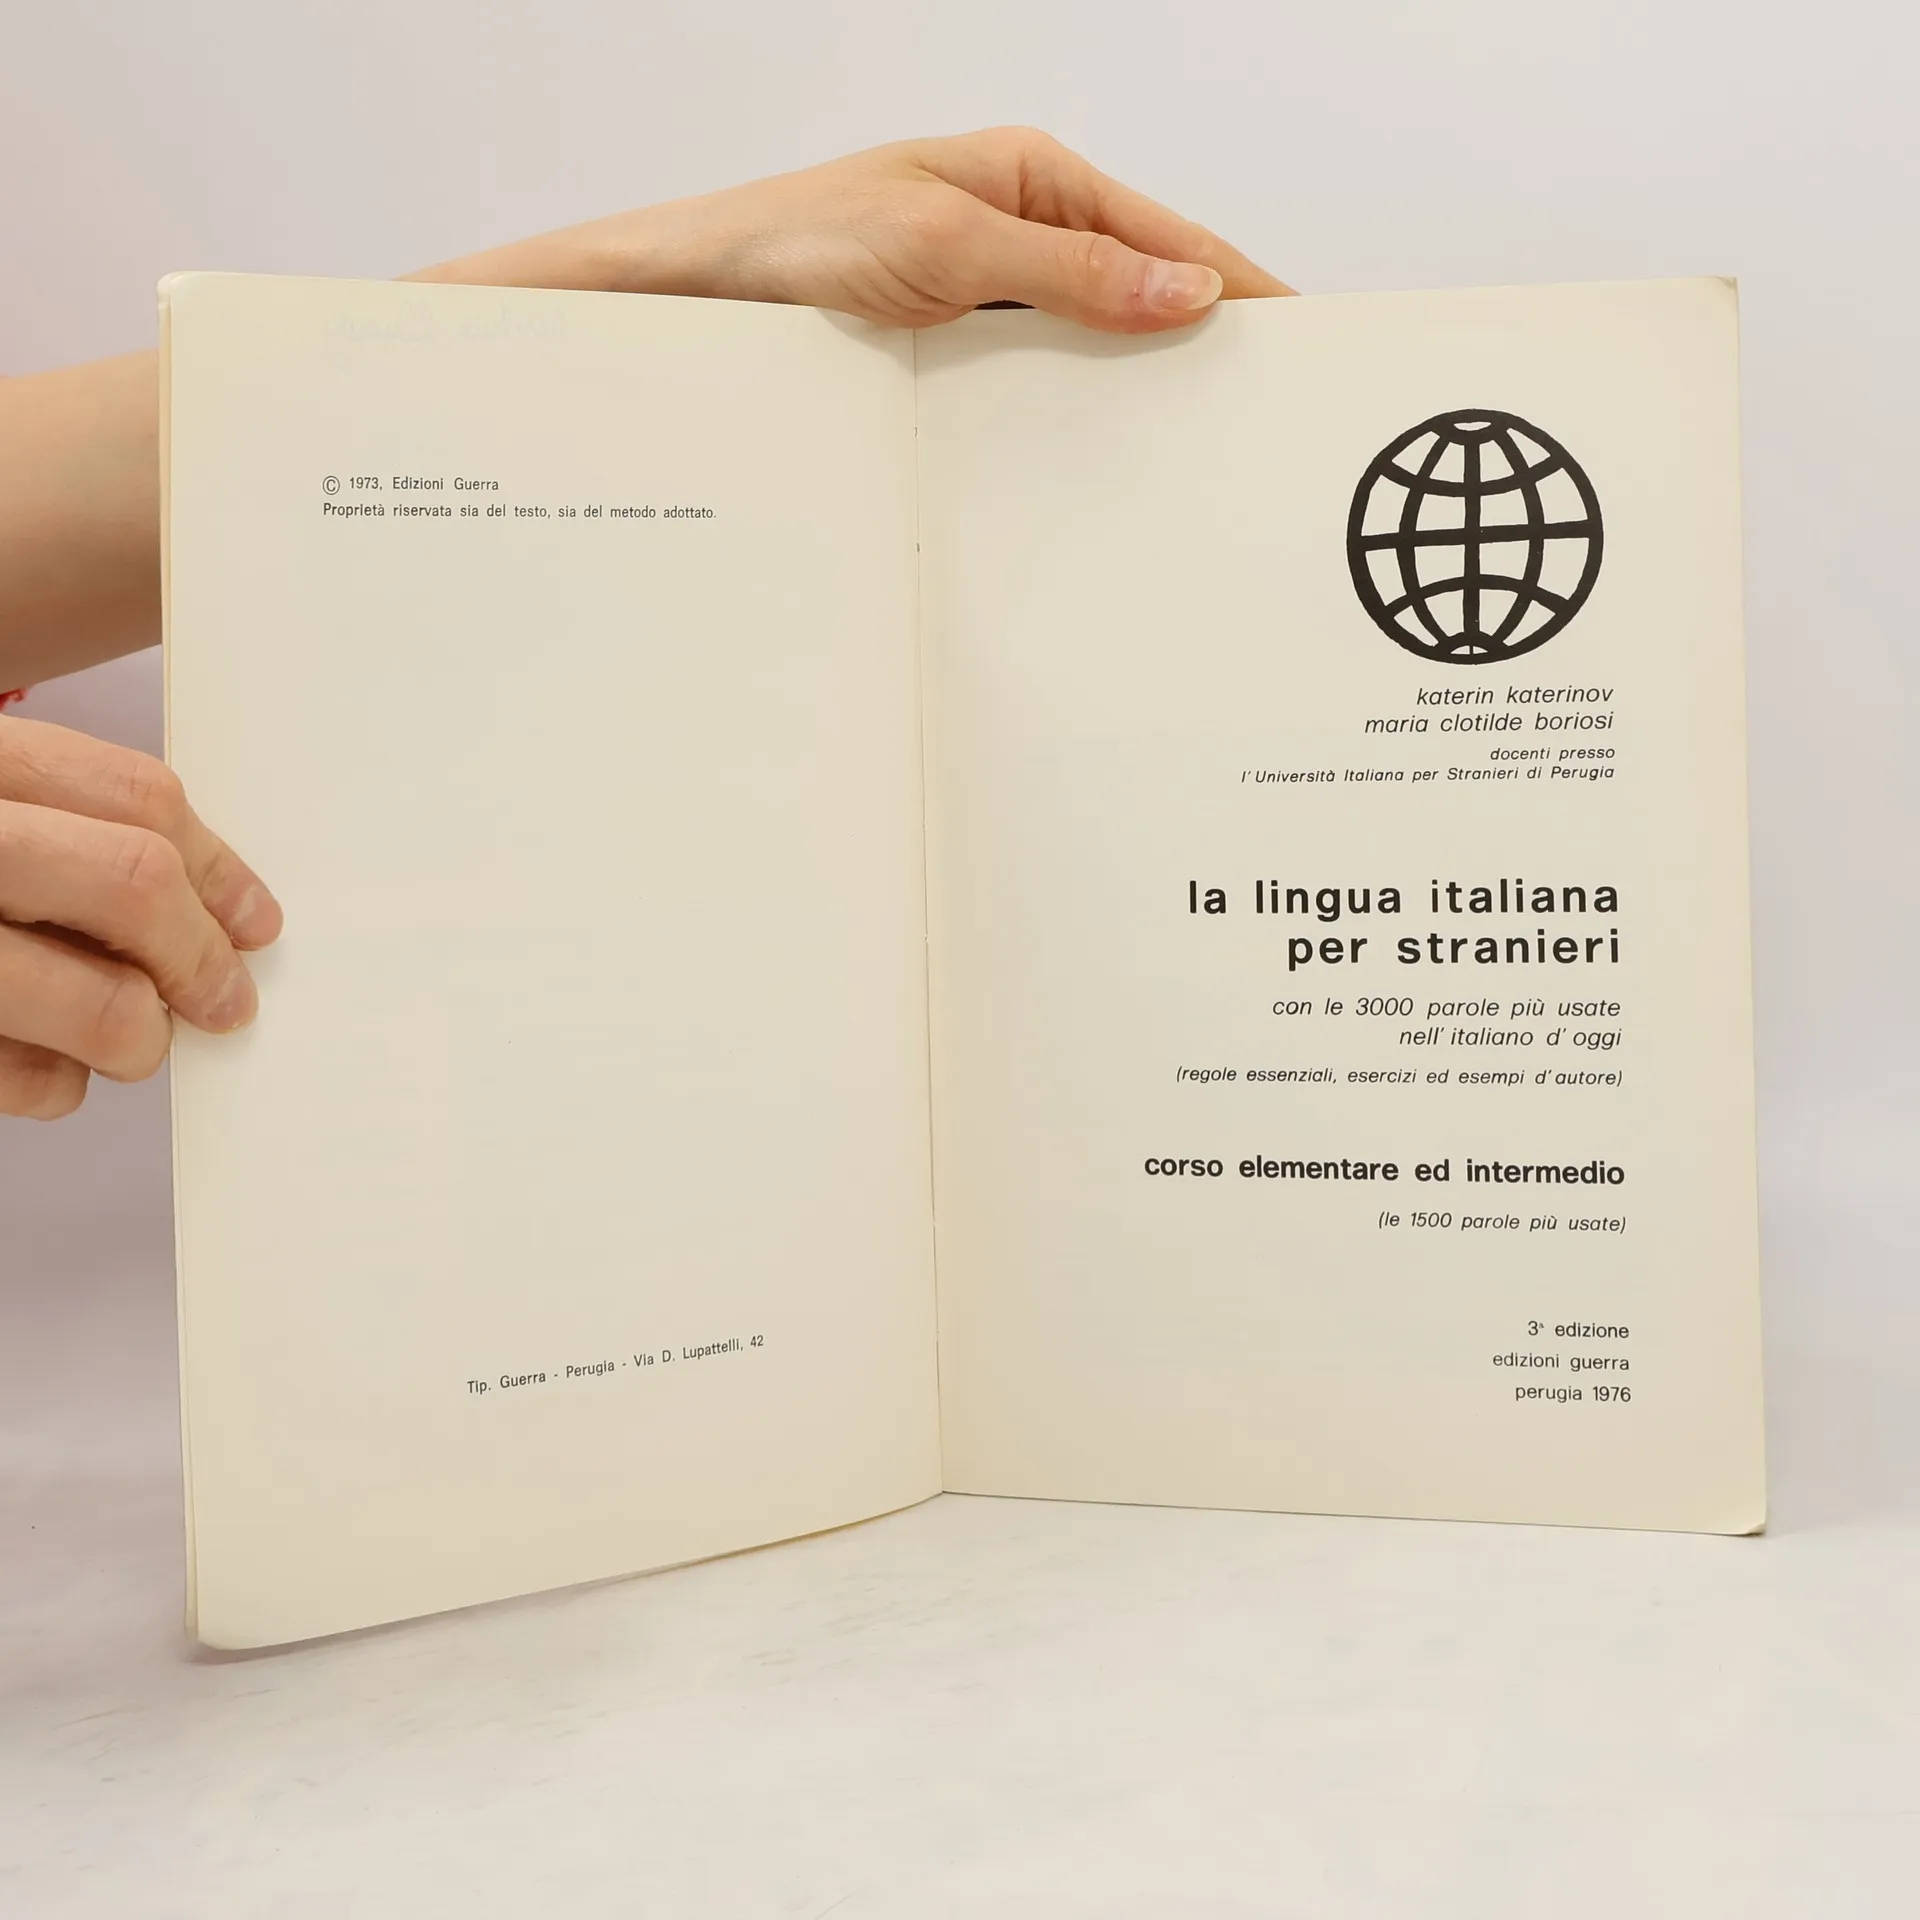 © 1973, Edizioni Guerra
Proprietà riservata sia del testo, sia del metodo adottato.
Tip. Guerra - Perugia - Via D. Lupattelli, 42
katerin katerinov
maria clotilde boriosi
docenti presso
l'Università Italiana per Stranieri di Perugia
la lingua italiana
per stranieri
con le 3000 parole più usate
nell'italiano d'oggi
(regole essenziali, esercizi ed esempi d'autore)
corso elementare ed intermedio
(le 1500 parole più usate)
3ª edizione
edizioni guerra
perugia 1976